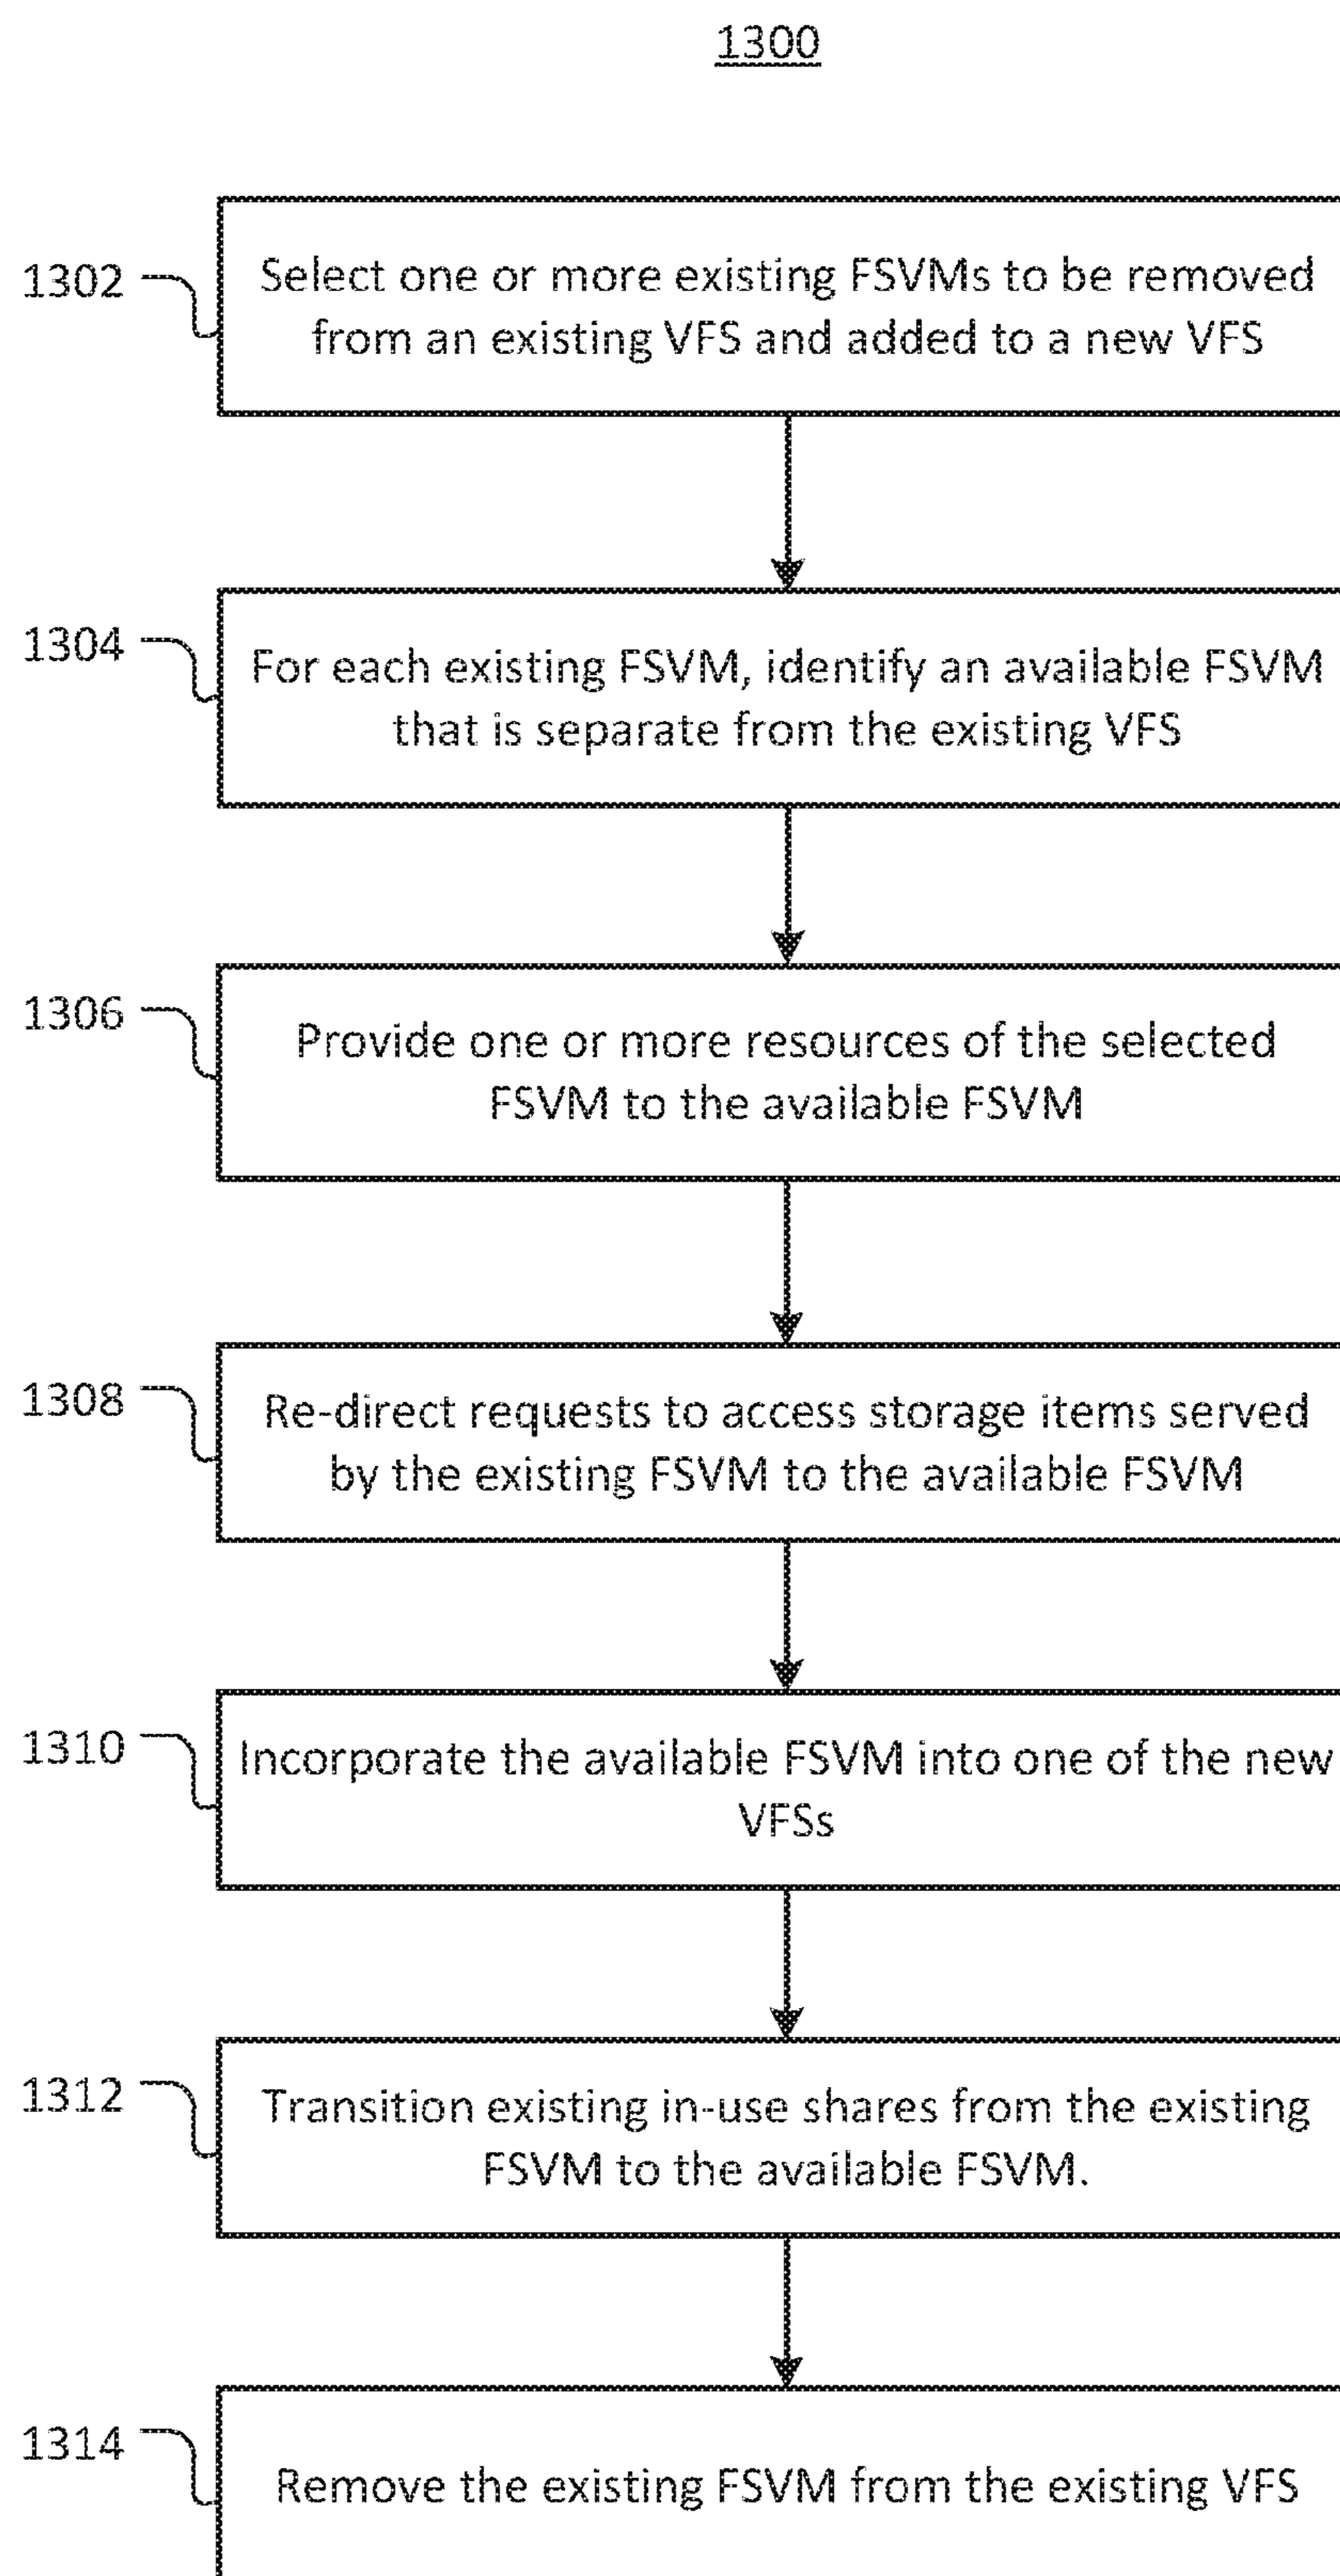 1300
1302
Select one or more existing FSVMs to be removed
from an existing VFS and added to a new VFS
1304
For each existing FSVM, identify an available FSVM
that is separate from the existing VFS
1306
Provide one or more resources of the selected
FSVM to the available FSVM
1308
Re-direct requests to access storage items served
by the existing FSVM to the available FSVM
1310
Incorporate the available FSVM into one of the new
VFSs
1312
Transition existing in-use shares from the existing
FSVM to the available FSVM.
1314
Remove the existing FSVM from the existing VFS